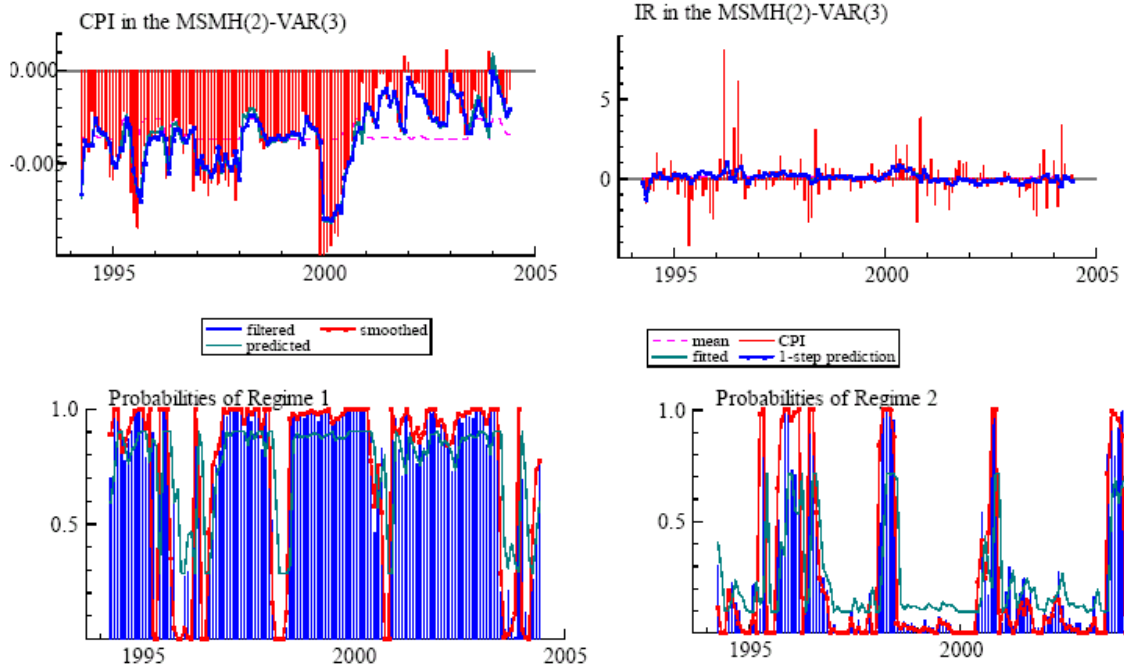 CPI in the MSMH(2)-VAR(3)
0.000
-0.005
1995 2000 2005
IR in the MSMH(2)-VAR(3)
5
0
1995 2000 2005
filtered smoothed
predicted
mean CPI
fitted 1-step prediction
Probabilities of Regime 1
1.0
0.5
1995 2000 2005
Probabilities of Regime 2
1.0
0.5
1995 2000